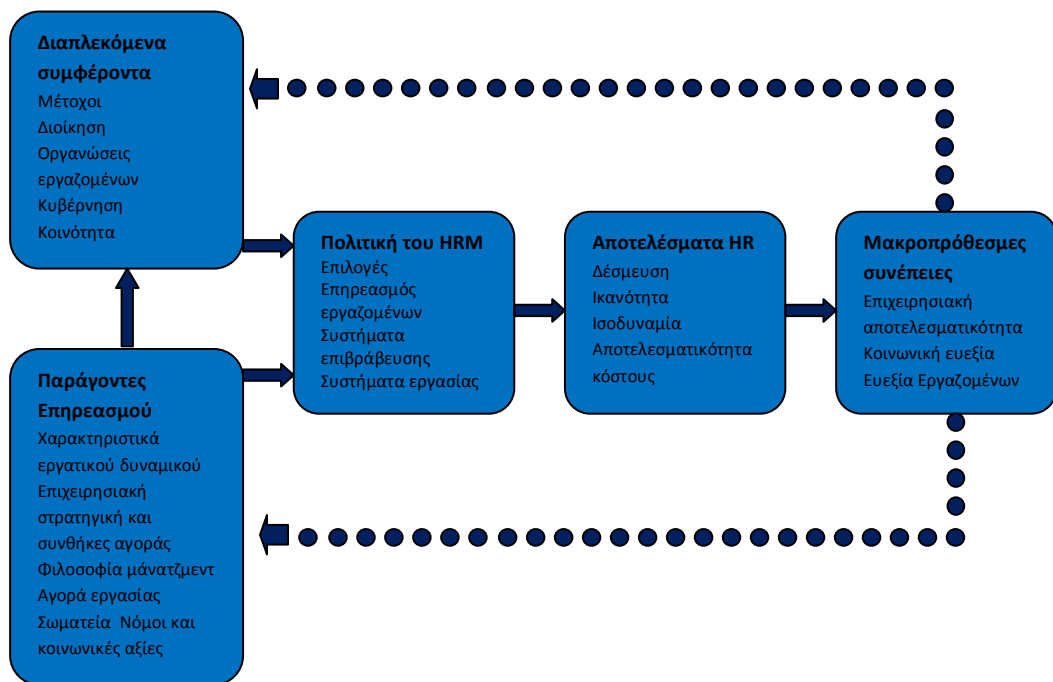 Διαπλεκόμενα
συμφέροντα
Μέτοχοι
Διοίκηση
Οργανώσεις
εργαζομένων
Κυβέρνηση
Κοινότητα
Πολιτική του HRM
Επιλογές
Επηρεασμός
εργαζομένων
Συστήματα
επιβράβευσης
Συστήματα εργασίας
Αποτελέσματα HR
Δέσμευση
Ικανότητα
Ισοδυναμία
Αποτελεσματικότητα
κόστους
Μακροπρόθεσμες
συνέπειες
Επιχειρησιακή
αποτελεσματικότητα
Κοινωνική ευεξία
Ευεξία Εργαζομένων
Παράγοντες
Επηρεασμού
Χαρακτηριστικά
εργατικού δυναμικού
Επιχειρησιακή
στρατηγική και
συνθήκες αγοράς
Φιλοσοφία μάνατζμεντ
Αγορά εργασίας
Σωματεία Νόμοι και
κοινωνικές αξίες